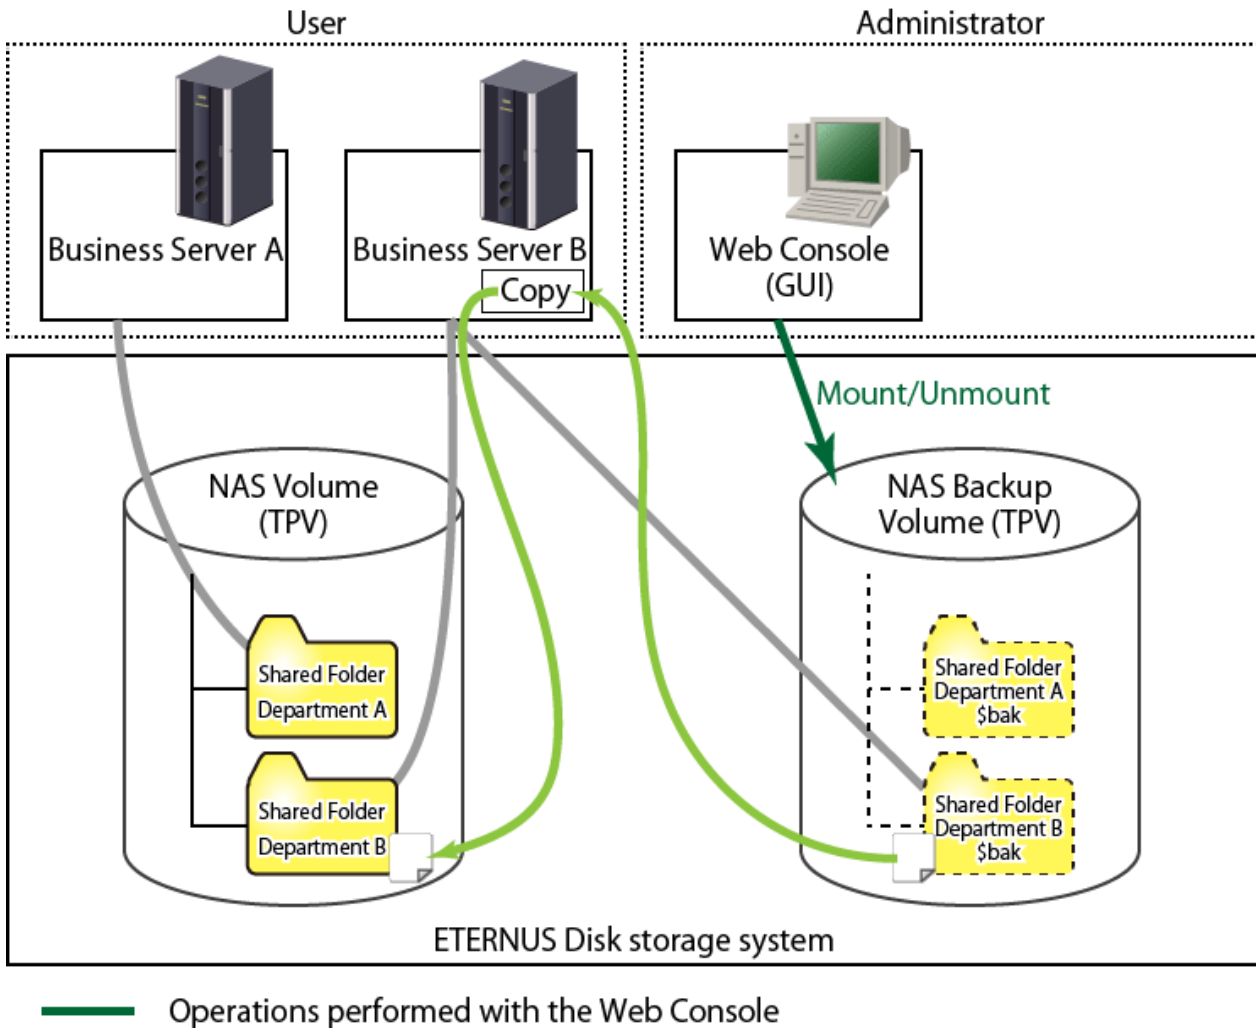 User
Administrator
Business Server A
Business Server B
Copy
Web Console
(GUI)
Mount/Unmount
NAS Volume
(TPV)
NAS Backup
Volume (TPV)
Shared Folder
Department A
Shared Folder
Department B
Shared Folder
Department A
$bak
Shared Folder
Department B
$bak
ETERNUS Disk storage system
Operations performed with the Web Console